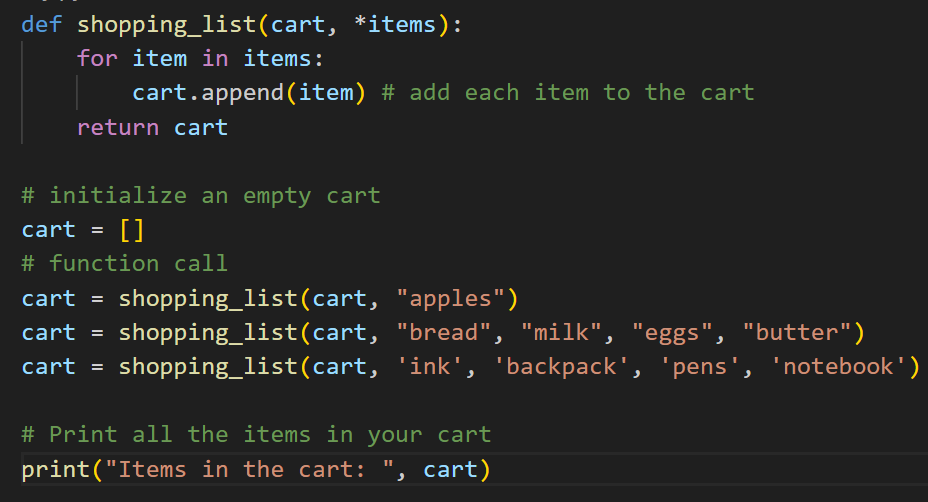 def shopping_list(cart, *items):
    for item in items:
        cart.append(item) # add each item to the cart
    return cart

# initialize an empty cart
cart = []
# function call
cart = shopping_list(cart, "apples")
cart = shopping_list(cart, "bread", "milk", "eggs", "butter")
cart = shopping_list(cart, 'ink', 'backpack', 'pens', 'notebook')

# Print all the items in your cart
print("Items in the cart: ", cart)